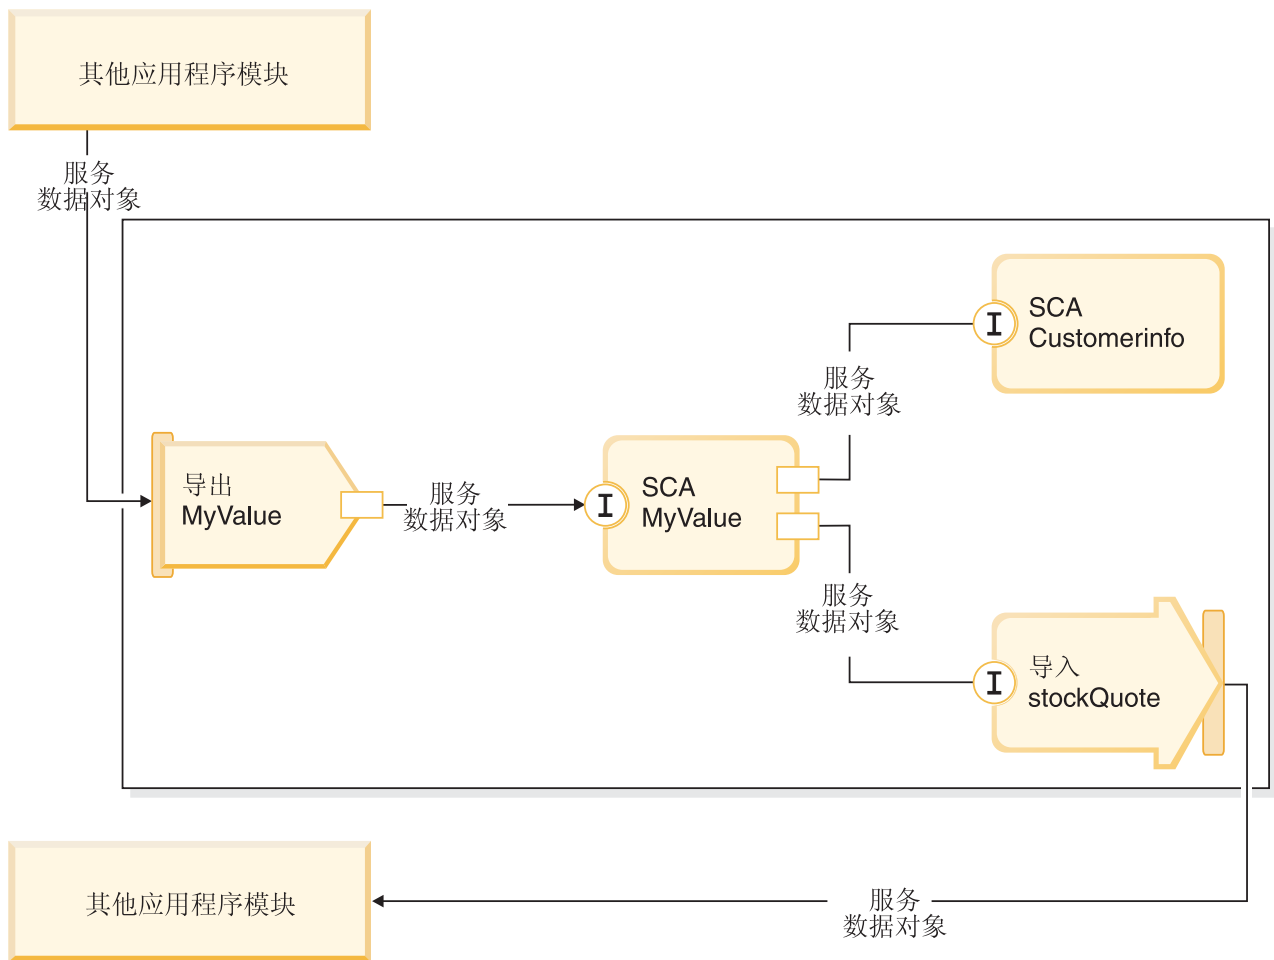 其他应用程序模块
服务
数据对象
SCA
Customerinfo
服务
数据对象
导出
MyValue
服务
数据对象
SCA
MyValue
服务
数据对象
导入
stockQuote
其他应用程序模块
服务
数据对象